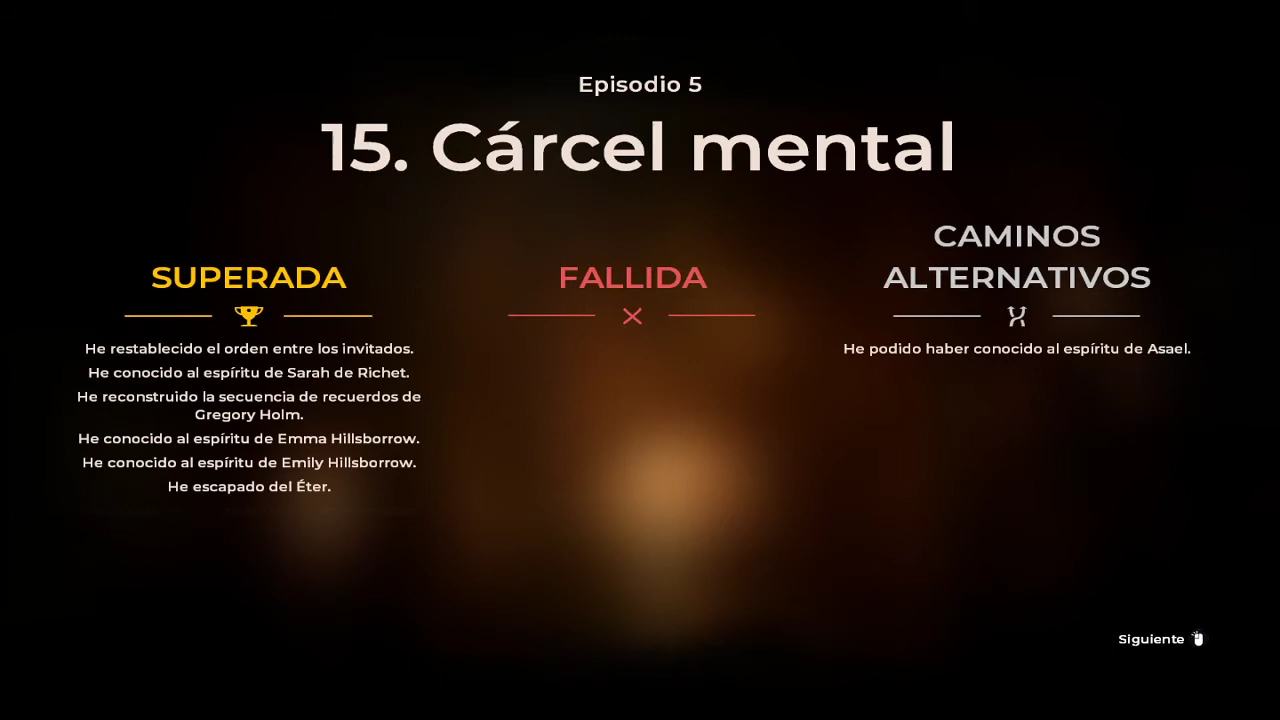 Episodio 5
15. Cárcel mental
SUPERADA
He restablecido el orden entre los invitados.
He conocido al espíritu de Sarah de Richet.
He reconstruido la secuencia de recuerdos de
Gregory Holm.
He conocido al espíritu de Emma Hillsborrow.
He conocido al espíritu de Emily Hillsborrow.
He escapado del Éter.
FALLIDA
CAMINOS
ALTERNATIVOS
He podido haber conocido al espíritu de Asael.
Siguiente